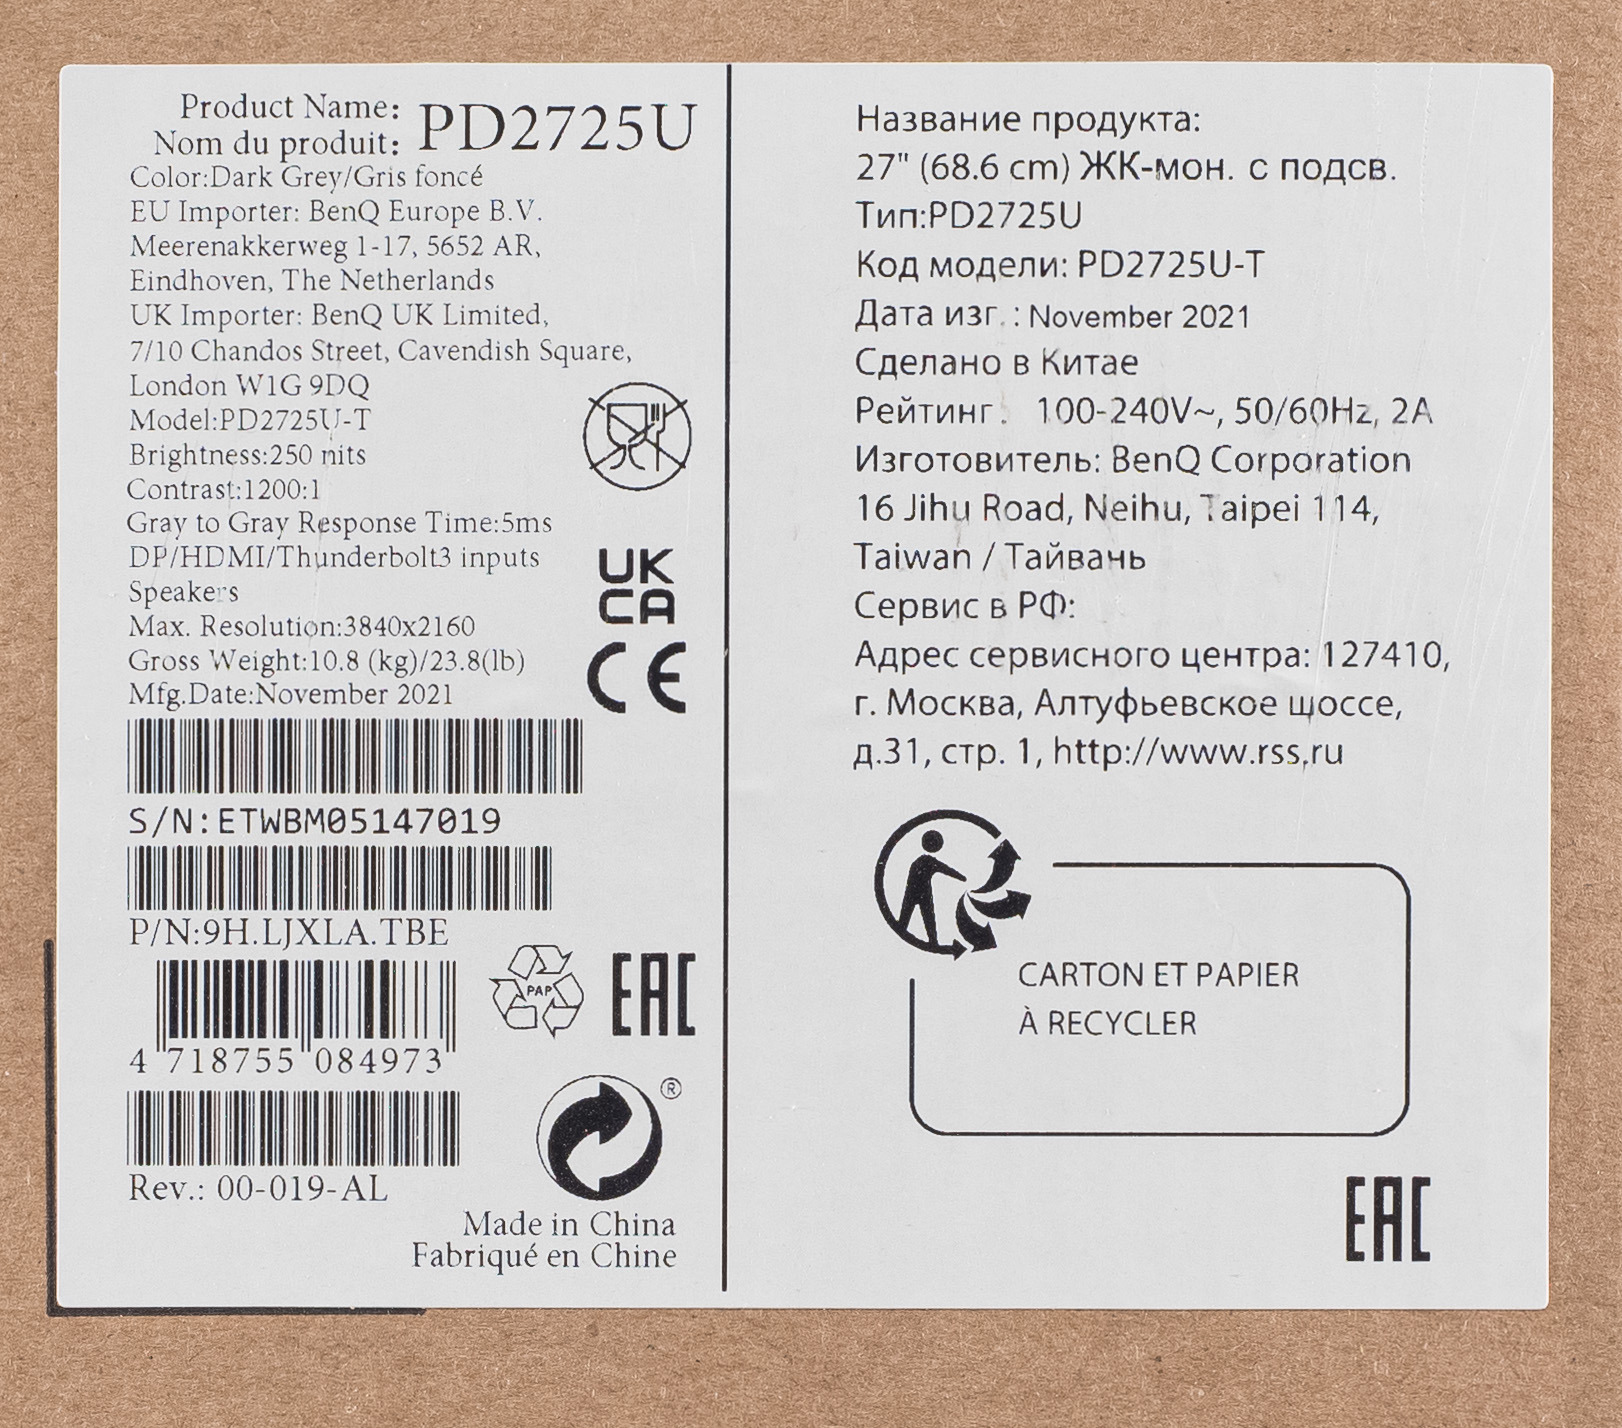 Product Name:
Nom du produit:
PD2725U
Color:Dark Grey/Gris foncé
EU Importer: BenQ Europe B.V.
Meerenakkerweg 1-17, 5652 AR,
Eindhoven, The Netherlands
UK Importer: BenQ UK Limited,
7/10 Chandos Street, Cavendish Square,
London W1G 9DQ
Model:PD2725U-T
Brightness:250 nits
Contrast:1200:1
Gray to Gray Response Time:5ms
DP/HDMI/Thunderbolt3 inputs
Speakers
Max. Resolution:3840x2160
Gross Weight:10.8 (kg)/23.8(lb)
Mfg.Date:November 2021
UK
CA
CE
S/N:ETWBM05147019
P/N:9H.LJXLA.TBE
4 718755 084973
PAP
EAC
Rev.: 00-019-AL
®
Made in China
Fabriqué en Chine
Название продукта:
27" (68.6 cm) ЖК-мон. с подсв.
Тип:PD2725U
Код модели: PD2725U-T
Дата изг.: November 2021
Сделано в Китае
Рейтинг: 100-240V~, 50/60Hz, 2A
Изготовитель: BenQ Corporation
16 Jihu Road, Neihu, Taipei 114,
Taiwan / Тайвань
Сервис в РФ:
Адрес сервисного центра: 127410,
г. Москва, Алтуфьевское шоссе,
д.31, стр. 1, http://www.rss.ru
CARTON ET PAPIER
À RECYCLER
EAC